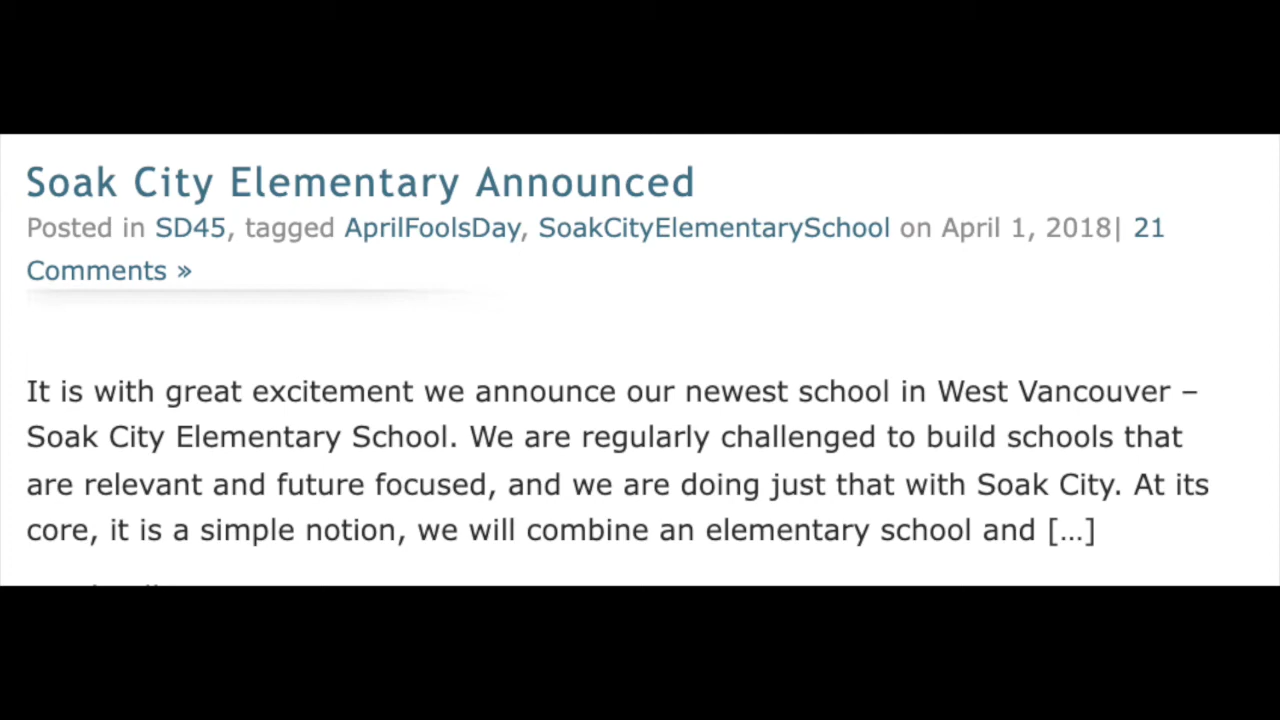 Soak City Elementary Announced
Posted in SD45, tagged AprilFoolsDay, SoakCityElementarySchool on April 1, 2018| 21
Comments »
It is with great excitement we announce our newest school in West Vancouver –
Soak City Elementary School. We are regularly challenged to build schools that
are relevant and future focused, and we are doing just that with Soak City. At its
core, it is a simple notion, we will combine an elementary school and [...]